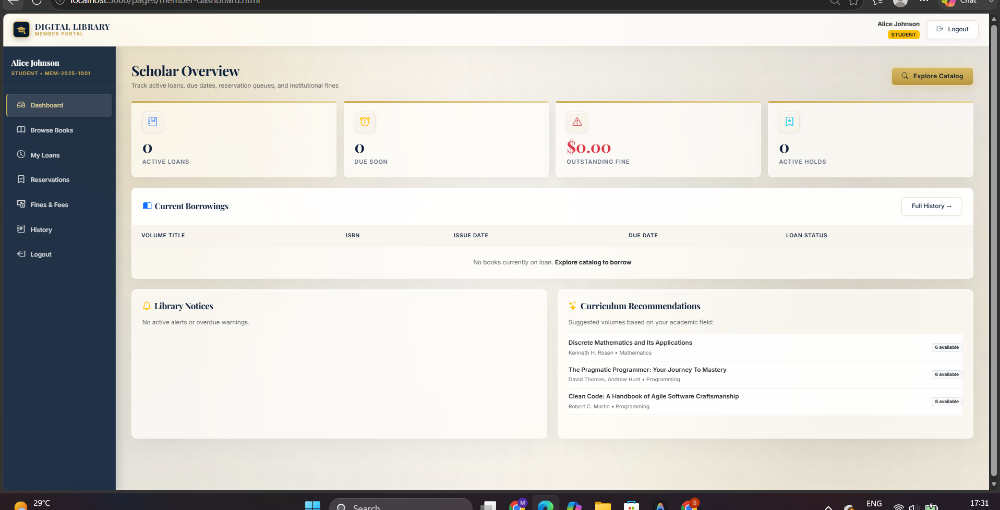 localhost:5000/pages/member-dashboard.html
Chat
DIGITAL LIBRARY
MEMBER PORTAL
Alice Johnson
STUDENT
Logout
Alice Johnson
STUDENT • MEM-2025-1001
Dashboard
Browse Books
My Loans
Reservations
Fines & Fees
History
Logout
Scholar Overview
Track active loans, due dates, reservation queues, and institutional fines
Explore Catalog
0
ACTIVE LOANS
0
DUE SOON
$0.00
OUTSTANDING FINE
0
ACTIVE HOLDS
Current Borrowings
Full History →
VOLUME TITLE ISBN ISSUE DATE DUE DATE LOAN STATUS
No books currently on loan. Explore catalog to borrow
Library Notices
No active alerts or overdue warnings.
Curriculum Recommendations
Suggested volumes based on your academic field:
Discrete Mathematics and Its Applications
Kenneth H. Rosen • Mathematics
6 available
The Pragmatic Programmer: Your Journey To Mastery
David Thomas, Andrew Hunt • Programming
6 available
Clean Code: A Handbook of Agile Software Craftsmanship
Robert C. Martin • Programming
8 available
29°C
Search
M
S
ENG
17:31